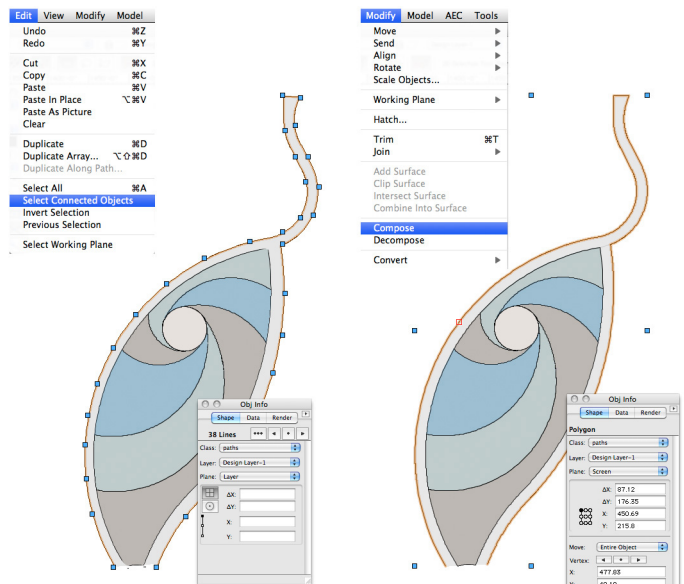 Edit View Modify Model
Undo ⌘Z
Redo ⌘Y
Cut ⌘X
Copy ⌘C
Paste ⌘V
Paste In Place ⌥⌘V
Paste As Picture
Clear
Duplicate ⌘D
Duplicate Array... ⌥⇧⌘D
Duplicate Along Path...
Select All ⌘A
Select Connected Objects
Invert Selection
Previous Selection
Select Working Plane
Obj Info
Shape Data Render
38 Lines
Class: paths
Layer: Design Layer-1
Plane: Layer
ΔX:
ΔY:
X:
Y:
Modify Model AEC Tools
Move
Send
Align
Rotate
Scale Objects...
Working Plane
Hatch...
Trim ⌘T
Join
Add Surface
Clip Surface
Intersect Surface
Combine Into Surface
Compose
Decompose
Convert
Obj Info
Shape Data Render
Polygon
Class: paths
Layer: Design Layer-1
Plane: Screen
ΔX: 87.12
ΔY: 176.35
X: 450.69
Y: 215.8
Move: Entire Object
Vertex:
X: 477.83